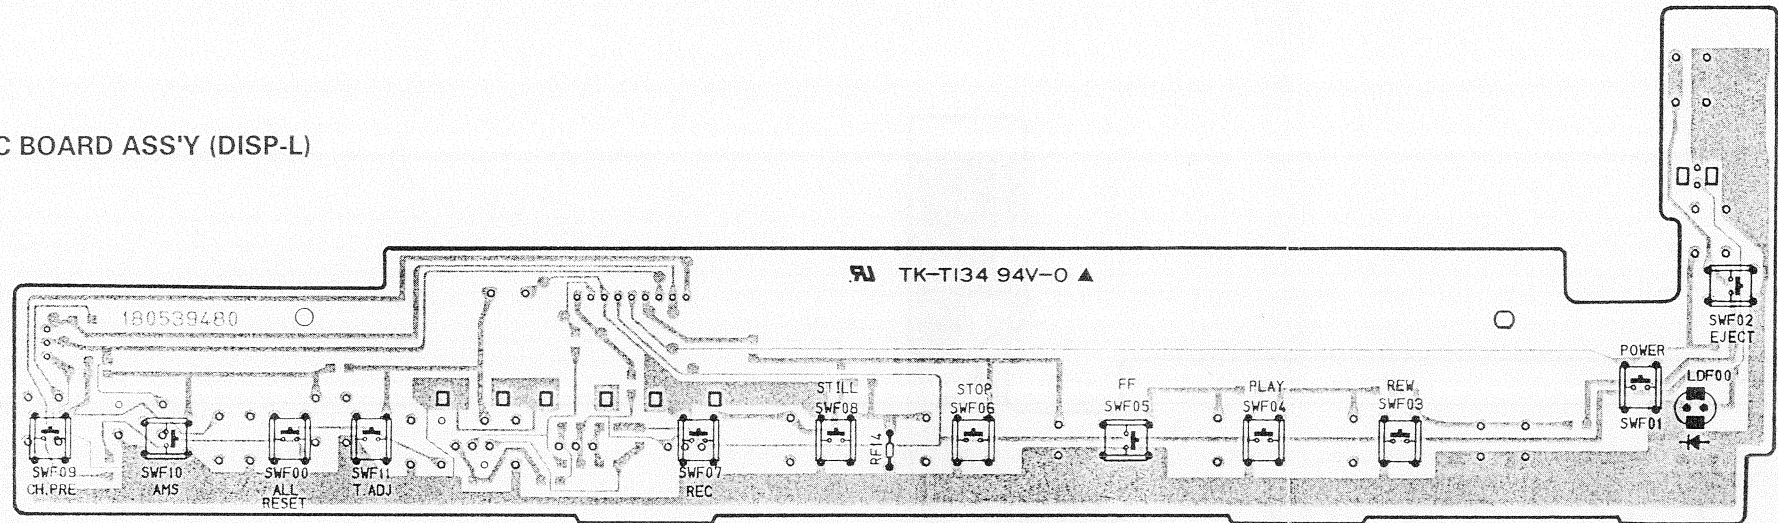 C BOARD ASS'Y (DISP-L)
TK-T134 94V-0 ▲
180539480
SWF02
EJECT
POWER
SWF01
LDF00
STILL
SWF08
RF14
STOP
SWF06
FF
SWF05
PLAY
SWF04
REW
SWF03
SWF09
CH.PRE
SWF10
AMS
SWF00
ALL
RESET
SWF11
T.ADJ
SWF07
REC